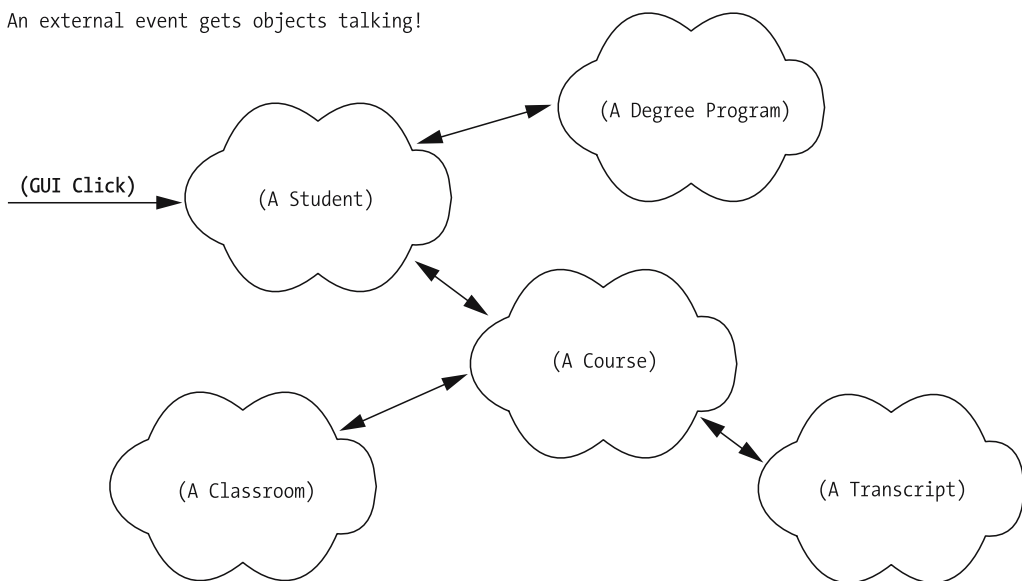 An external event gets objects talking!
(A Degree Program)
(GUI Click)
(A Student)
(A Course)
(A Classroom)
(A Transcript)